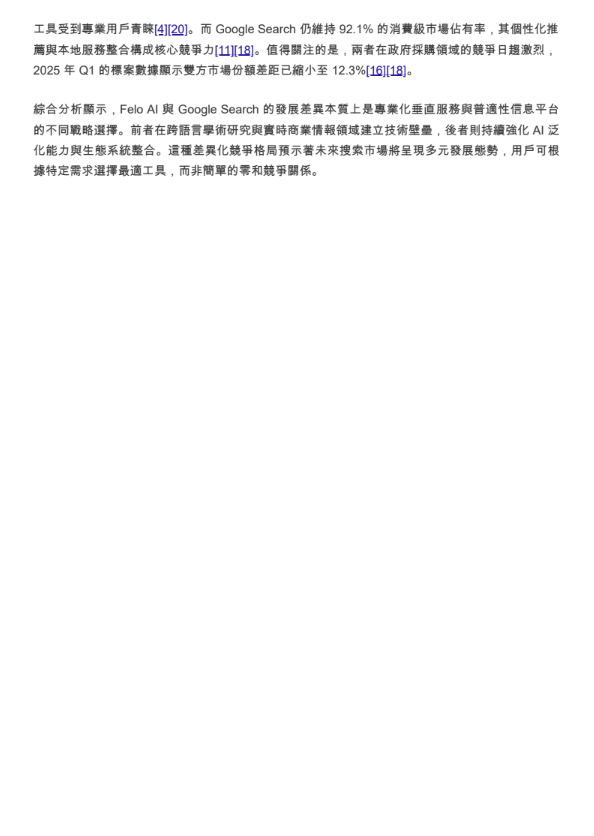 工具受到專業用戶青睞[4][20]。而 Google Search 仍維持 92.1% 的消費級市場佔有率，其個性化推
薦與本地服務整合構成核心競爭力[11][18]。值得關注的是，兩者在政府採購領域的競爭日趨激烈，
2025 年 Q1 的標案數據顯示雙方市場份額差距已縮小至 12.3%[16][18]。
綜合分析顯示，Felo AI 與 Google Search 的發展差異本質上是專業化垂直服務與普適性信息平台
的不同戰略選擇。前者在跨語言學術研究與實時商業情報領域建立技術壁壘，後者則持續強化 AI 泛
化能力與生態系統整合。這種差異化競爭格局預示著未來搜索市場將呈現多元發展態勢，用戶可根
據特定需求選擇最適工具，而非簡單的零和競爭關係。